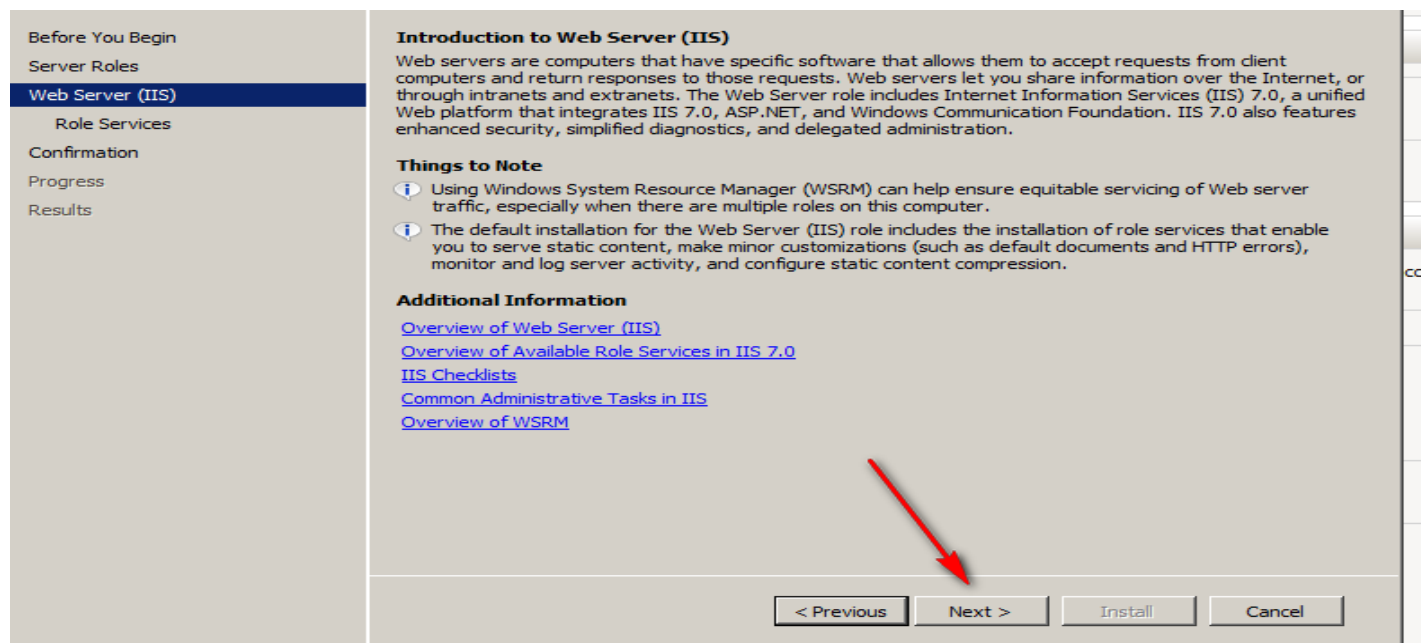 Before You Begin
Server Roles
Web Server (IIS)
Role Services
Confirmation
Progress
Results
Introduction to Web Server (IIS)
Web servers are computers that have specific software that allows them to accept requests from client
computers and return responses to those requests. Web servers let you share information over the Internet, or
through intranets and extranets. The Web Server role includes Internet Information Services (IIS) 7.0, a unified
Web platform that integrates IIS 7.0, ASP.NET, and Windows Communication Foundation. IIS 7.0 also features
enhanced security, simplified diagnostics, and delegated administration.
Things to Note
Using Windows System Resource Manager (WSRM) can help ensure equitable servicing of Web server
traffic, especially when there are multiple roles on this computer.
The default installation for the Web Server (IIS) role includes the installation of role services that enable
you to serve static content, make minor customizations (such as default documents and HTTP errors),
monitor and log server activity, and configure static content compression.
Additional Information
Overview of Web Server (IIS)
Overview of Available Role Services in IIS 7.0
IIS Checklists
Common Administrative Tasks in IIS
Overview of WSRM
< Previous
Next >
Install
Cancel